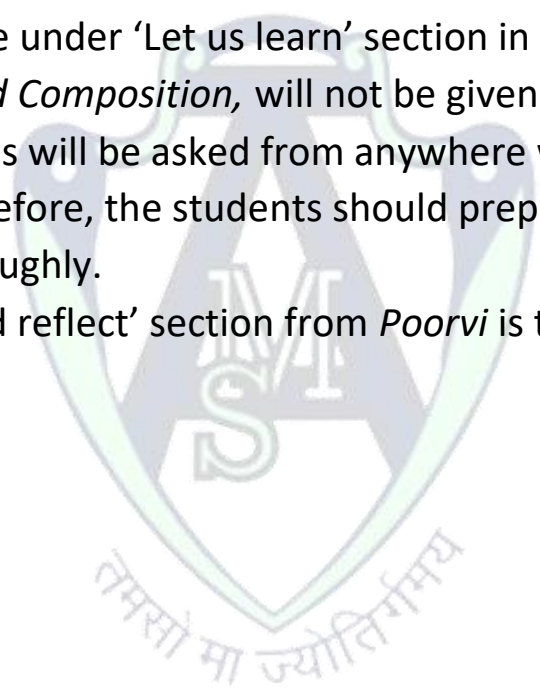 e under ‘Let us learn’ section in
d Composition, will not be given
s will be asked from anywhere
efore, the students should prep
ughly.
d reflect’ section from Poorvi is t
AMS
तमसो मा ज्योतिर्गमय